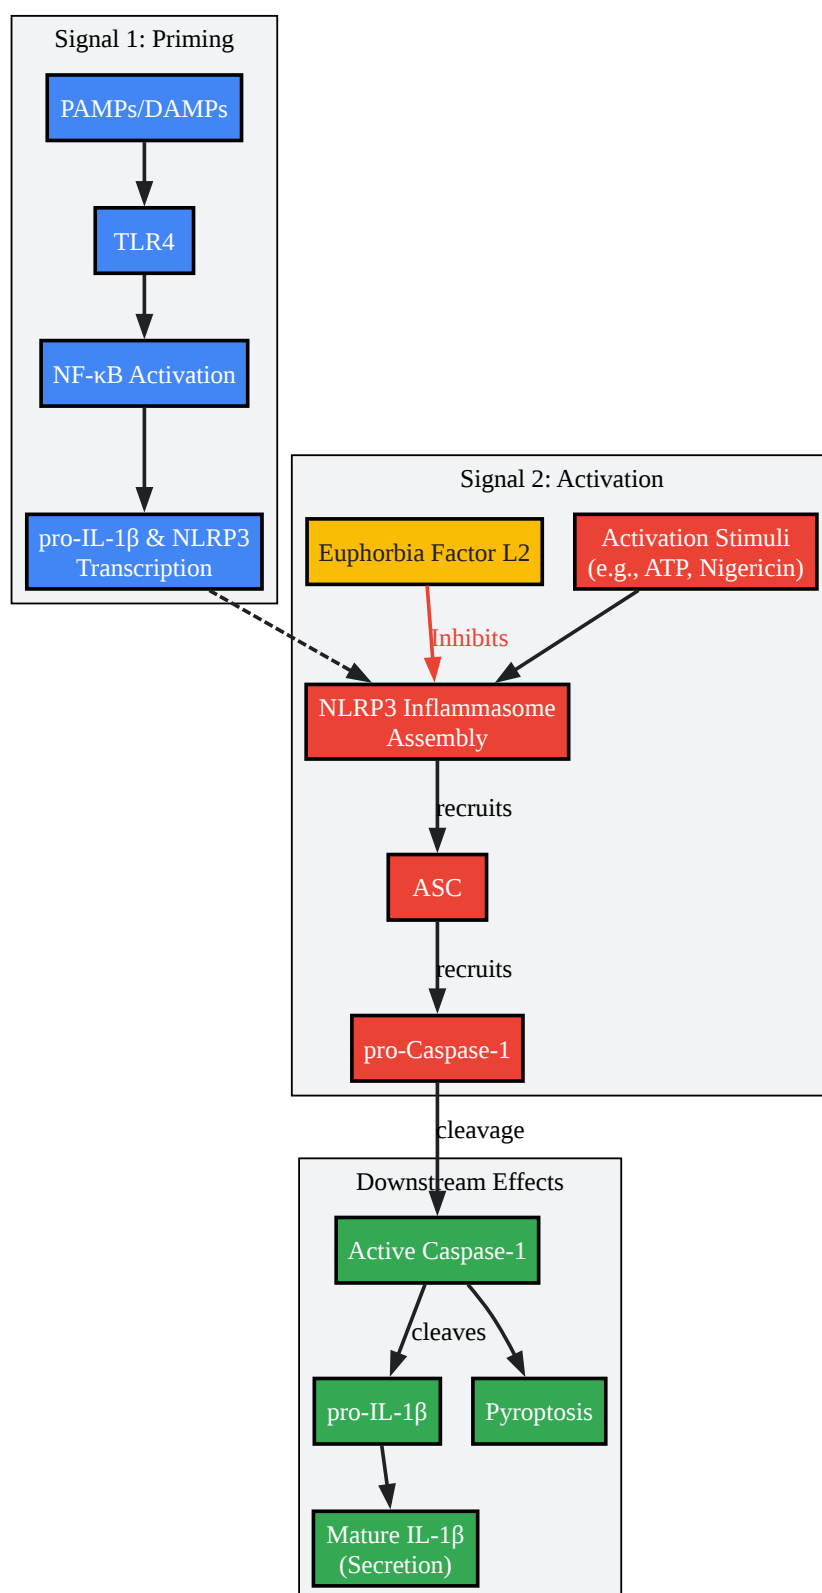 Signal 1: Priming
PAMPs/DAMPs
TLR4
NF-κB Activation
pro-IL-1β & NLRP3
Transcription
Signal 2: Activation
Euphorbia Factor L2
Activation Stimuli
(e.g., ATP, Nigericin)
Inhibits
NLRP3 Inflammasome
Assembly
recruits
ASC
recruits
pro-Caspase-1
cleavage
Downstream Effects
Active Caspase-1
cleaves
pro-IL-1β
Pyroptosis
Mature IL-1β
(Secretion)